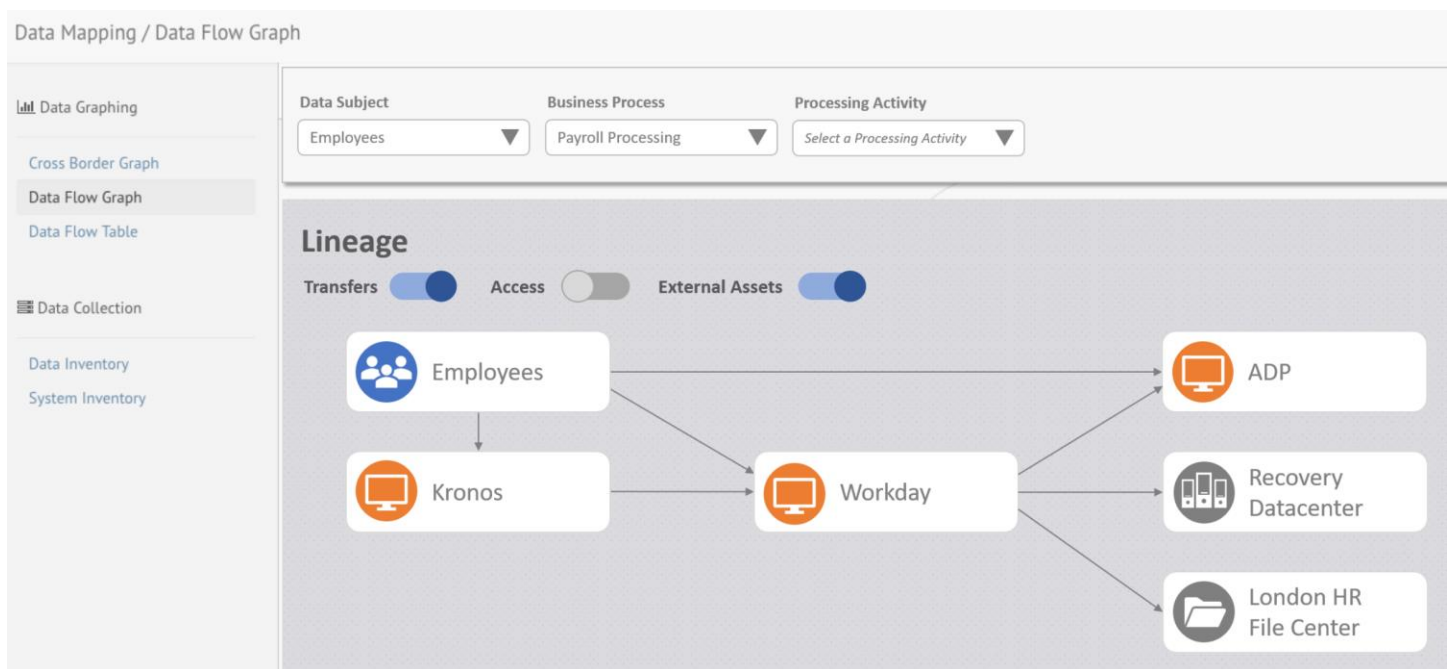 Data Mapping / Data Flow Graph
Data Graphing
Cross Border Graph
Data Flow Graph
Data Flow Table
Data Collection
Data Inventory
System Inventory
Data Subject
Employees
Business Process
Payroll Processing
Processing Activity
Select a Processing Activity
Lineage
Transfers
Access
External Assets
Employees
ADP
Kronos
Workday
Recovery
Datacenter
London HR
File Center